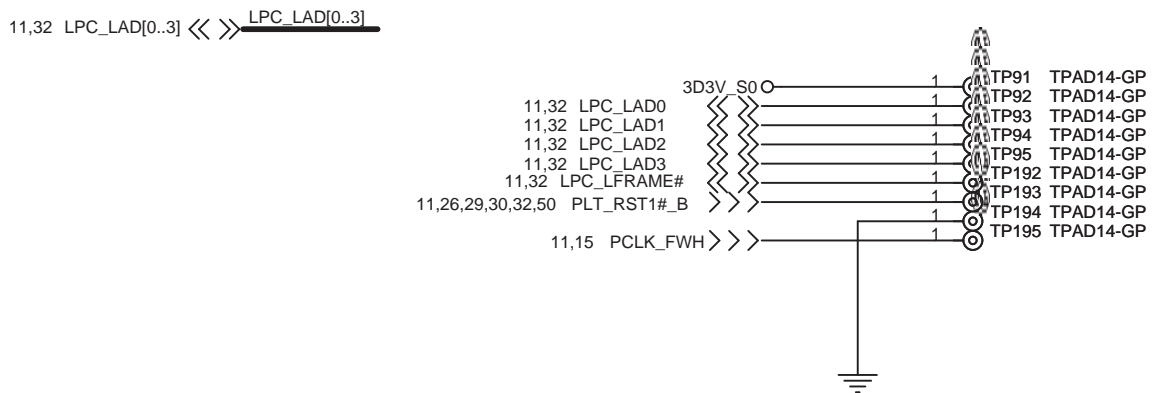 11,32 LPC_LAD[0..3] LPC_LAD[0..3]
3D3V_S0 1 TP91 TPAD14-GP
11,32 LPC_LAD0 1 TP92 TPAD14-GP
11,32 LPC_LAD1 1 TP93 TPAD14-GP
11,32 LPC_LAD2 1 TP94 TPAD14-GP
11,32 LPC_LAD3 1 TP95 TPAD14-GP
11,32 LPC_LFRAME# 1 TP192 TPAD14-GP
11,26,29,30,32,50 PLT_RST1#_B 1 TP193 TPAD14-GP
1 TP194 TPAD14-GP
11,15 PCLK_FWH 1 TP195 TPAD14-GP